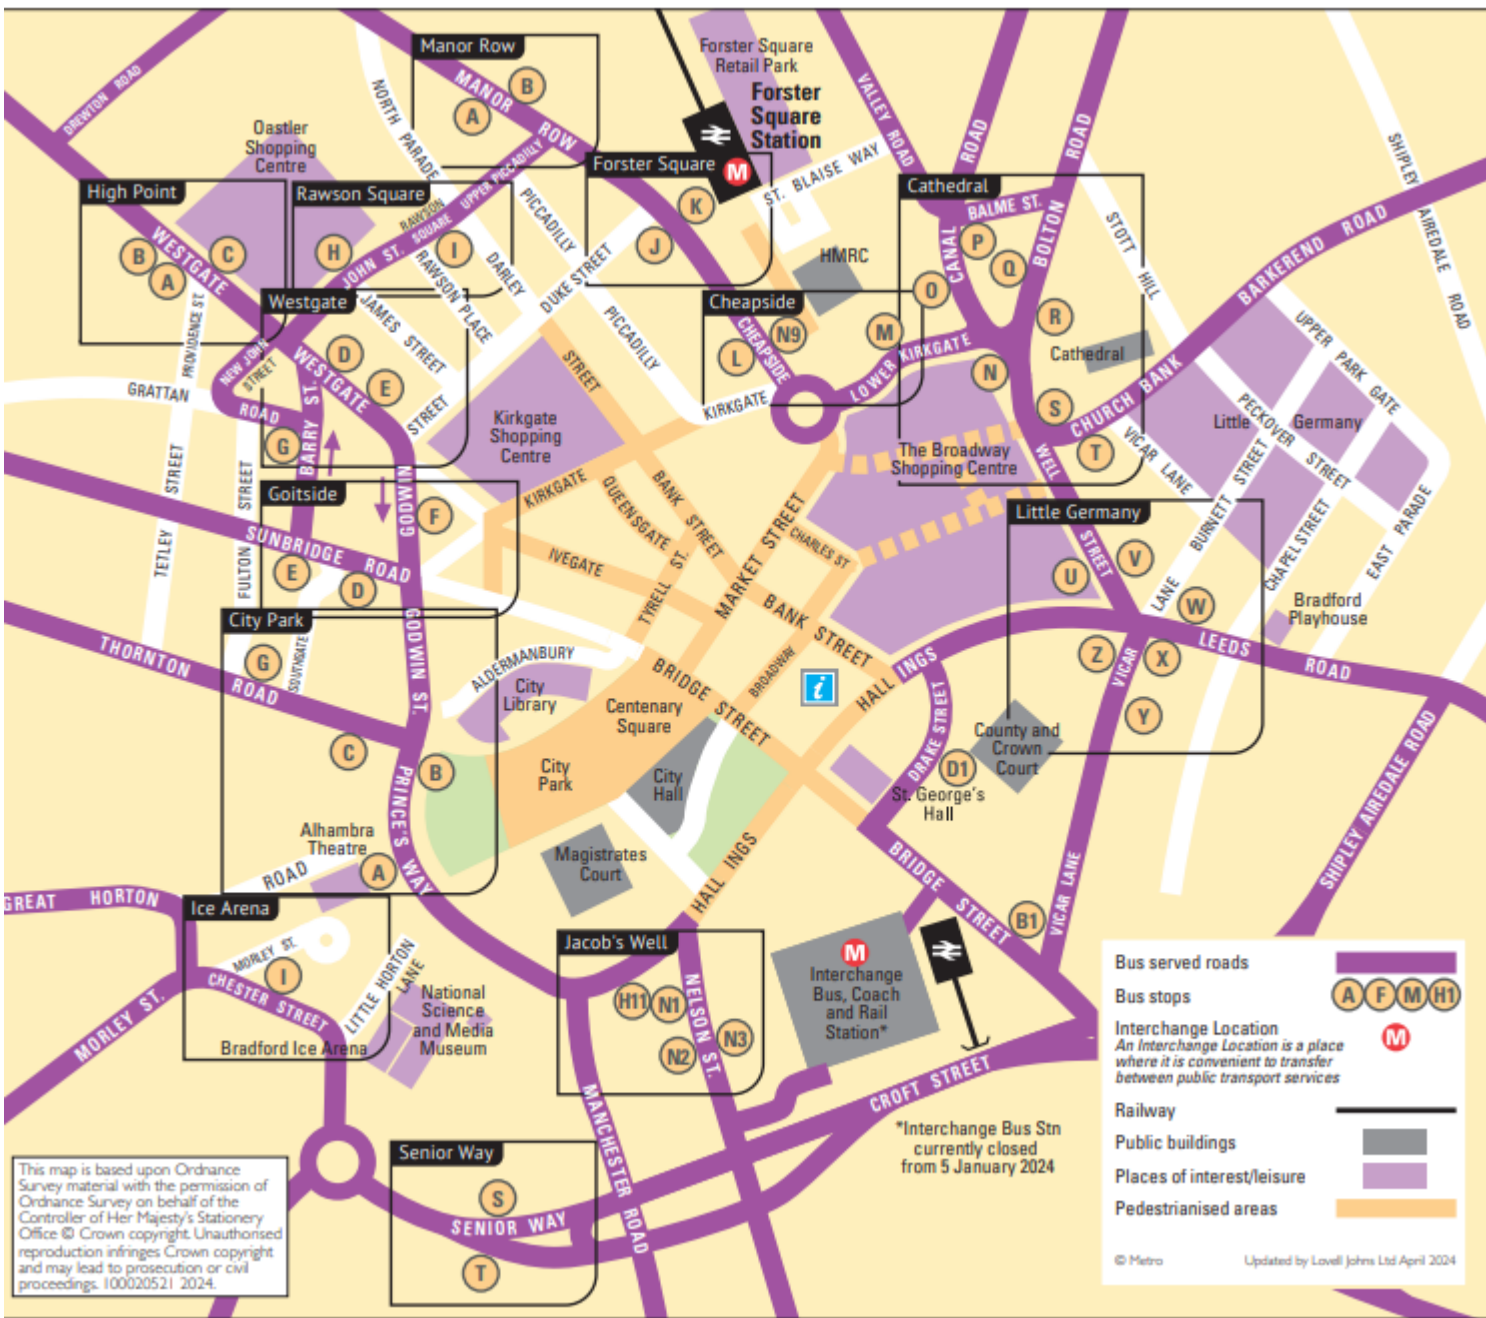 Manor Row
B
A
MANOR
ROW
DREWTON ROAD
NORTH PARADE
Oastler
Shopping
Centre
Forster Square
Retail Park
Forster
Square
Station
M
VALLEY ROAD
ROAD
ROAD
SHIPLEY
AIREDALE
ROAD
High Point
B
A
C
WESTGATE
Rawson Square
H
I
JOHN ST.
RAWSON
SQUARE
UPPER PICCADILLY
RAWSON PLACE
DARLEY
STREET
PICCADILLY
PICCADILLY
DUKE STREET
Forster Square
K
J
ST. BLAISE WAY
HMRC
Cathedral
BALME ST.
CANAL
BOLTON
P
Q
O
R
N
S
T
Cathedral
STOTT
HILL
BARKEREND ROAD
CHURCH BANK
UPPER PARK GATE
PECKOVER
STREET
Little
Germany
VICAR LANE
BURNETT STREET
CHAPEL STREET
EAST PARADE
Cheapside
CHEAPSIDE
L
N9
M
LOWER
KIRKGATE
KIRKGATE
Westgate
WESTGATE
D
E
G
JAMES
STREET
STREET
PROVIDENCE ST.
NEW JOHN
STREET
GRATTAN
ROAD
BARRY ST.
TETLEY STREET
FULTON STREET
Kirkgate
Shopping
Centre
KIRKGATE
QUEENSGATE
BANK
STREET
IVEGATE
TYRELL ST.
MARKET STREET
CHARLES ST
The Broadway
Shopping Centre
WELL
STREET
Goitside
F
E
D
SUNBRIDGE ROAD
GODWIN
GODWIN ST.
Little Germany
U
V
W
Z
X
Y
LANE
VICAR
LEEDS
ROAD
Bradford
Playhouse
City Park
G
C
B
A
THORNTON
ROAD
SOUTHGATE
ALDERMANBURY
City
Library
Centenary
Square
City
Park
City
Hall
BANK STREET
BROADWAY
BRIDGE STREET
i
HALL INGS
DRAKE STREET
County and
Crown
Court
D1
St. George's
Hall
Magistrates
Court
HALL INGS
PRINCE'S WAY
Alhambra
Theatre
GREAT HORTON
ROAD
Ice Arena
MORLEY ST.
I
CHESTER STREET
MORLEY ST.
LITTLE HORTON
LANE
Bradford Ice Arena
National
Science
and Media
Museum
Jacob's Well
H11
N1
N2
N3
NELSON ST.
MANCHESTER ROAD
M
Interchange
Bus, Coach
and Rail
Station*
BRIDGE
STREET
B1
VICAR LANE
SHIPLEY AIREDALE ROAD
CROFT STREET
*Interchange Bus Stn
currently closed
from 5 January 2024
Senior Way
S
SENIOR WAY
T
This map is based upon Ordnance
Survey material with the permission of
Ordnance Survey on behalf of the
Controller of Her Majesty's Stationery
Office © Crown copyright. Unauthorised
reproduction infringes Crown copyright
and may lead to prosecution or civil
proceedings. 100020521 2024.
Bus served roads
Bus stops
A F M H1
Interchange Location
M
An Interchange Location is a place
where it is convenient to transfer
between public transport services
Railway
Public buildings
Places of interest/leisure
Pedestrianised areas
© Metro
Updated by Lovell Johns Ltd April 2024